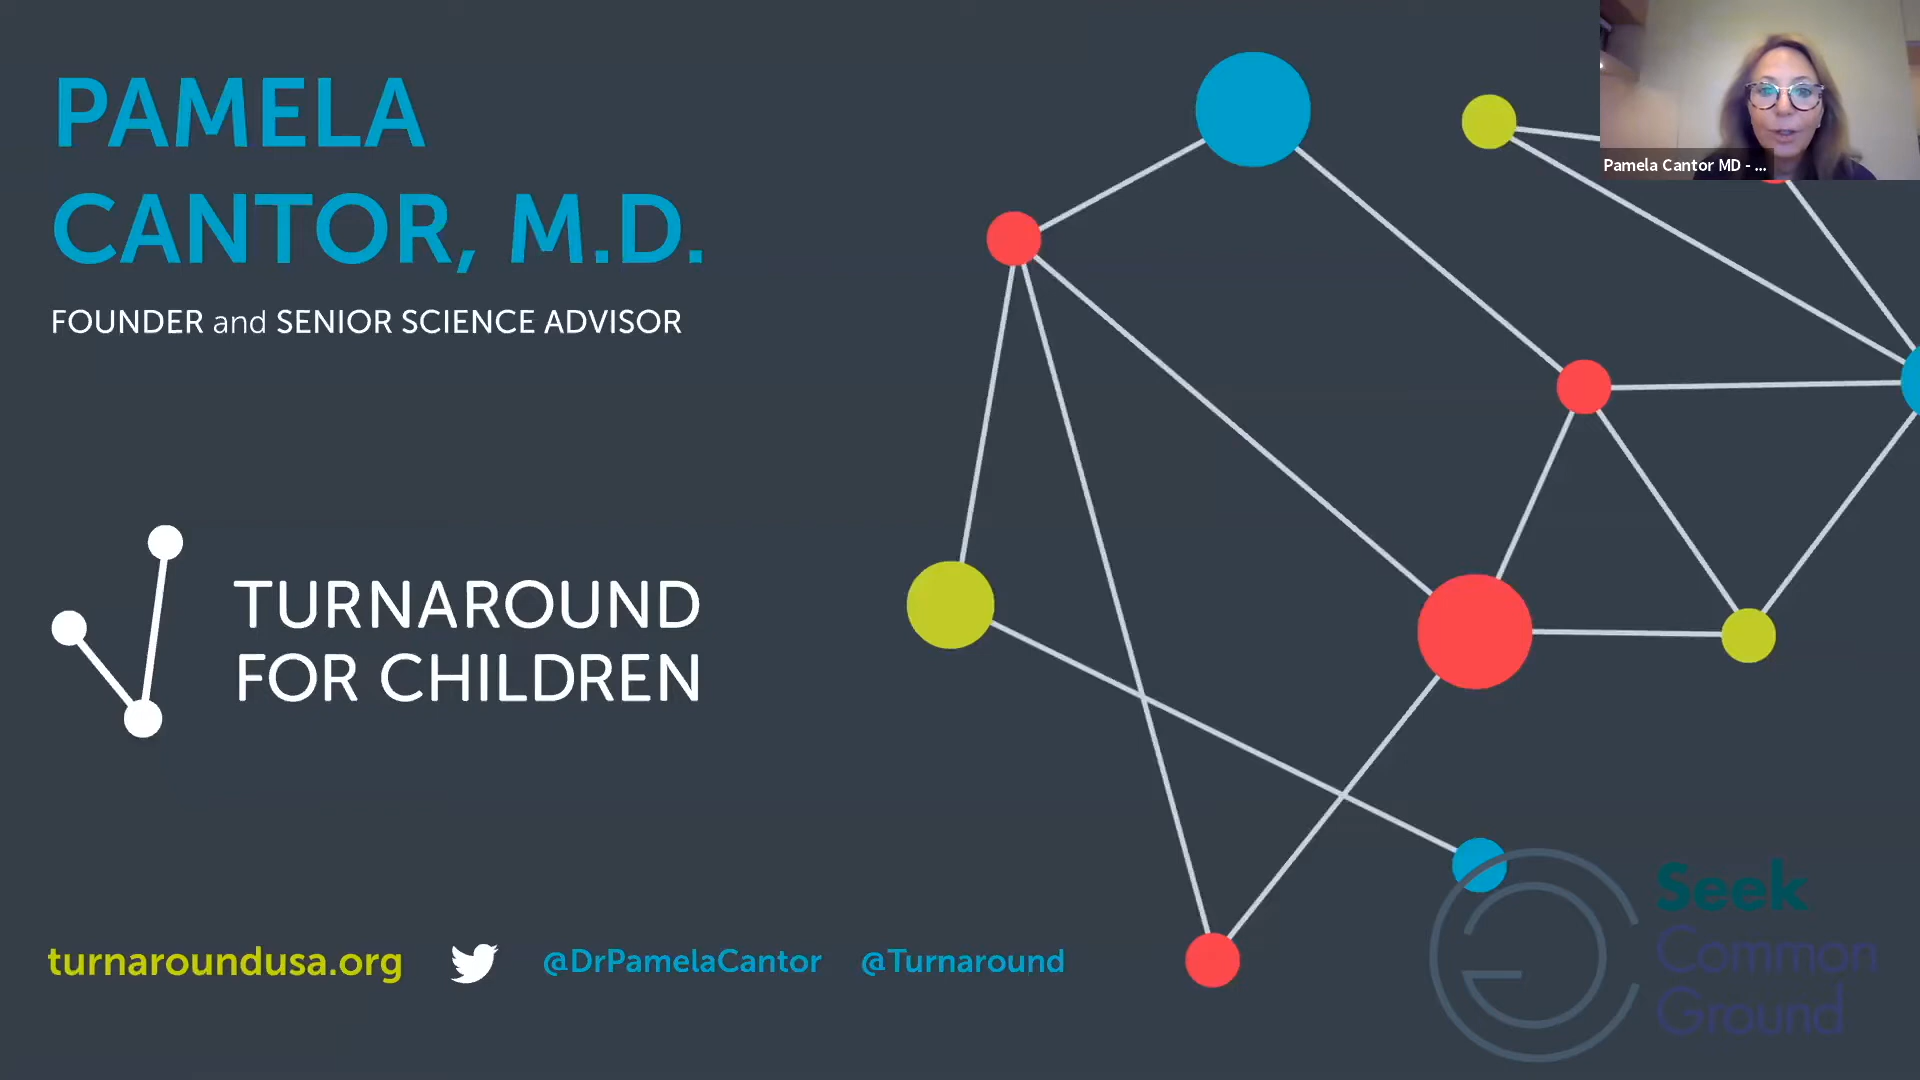 PAMELA
CANTOR, M.D.
FOUNDER and SENIOR SCIENCE ADVISOR
Pamela Cantor MD - ...
TURNAROUND
FOR CHILDREN
turnaroundusa.org
@DrPamelaCantor @Turnaround
Seek
Common
Ground